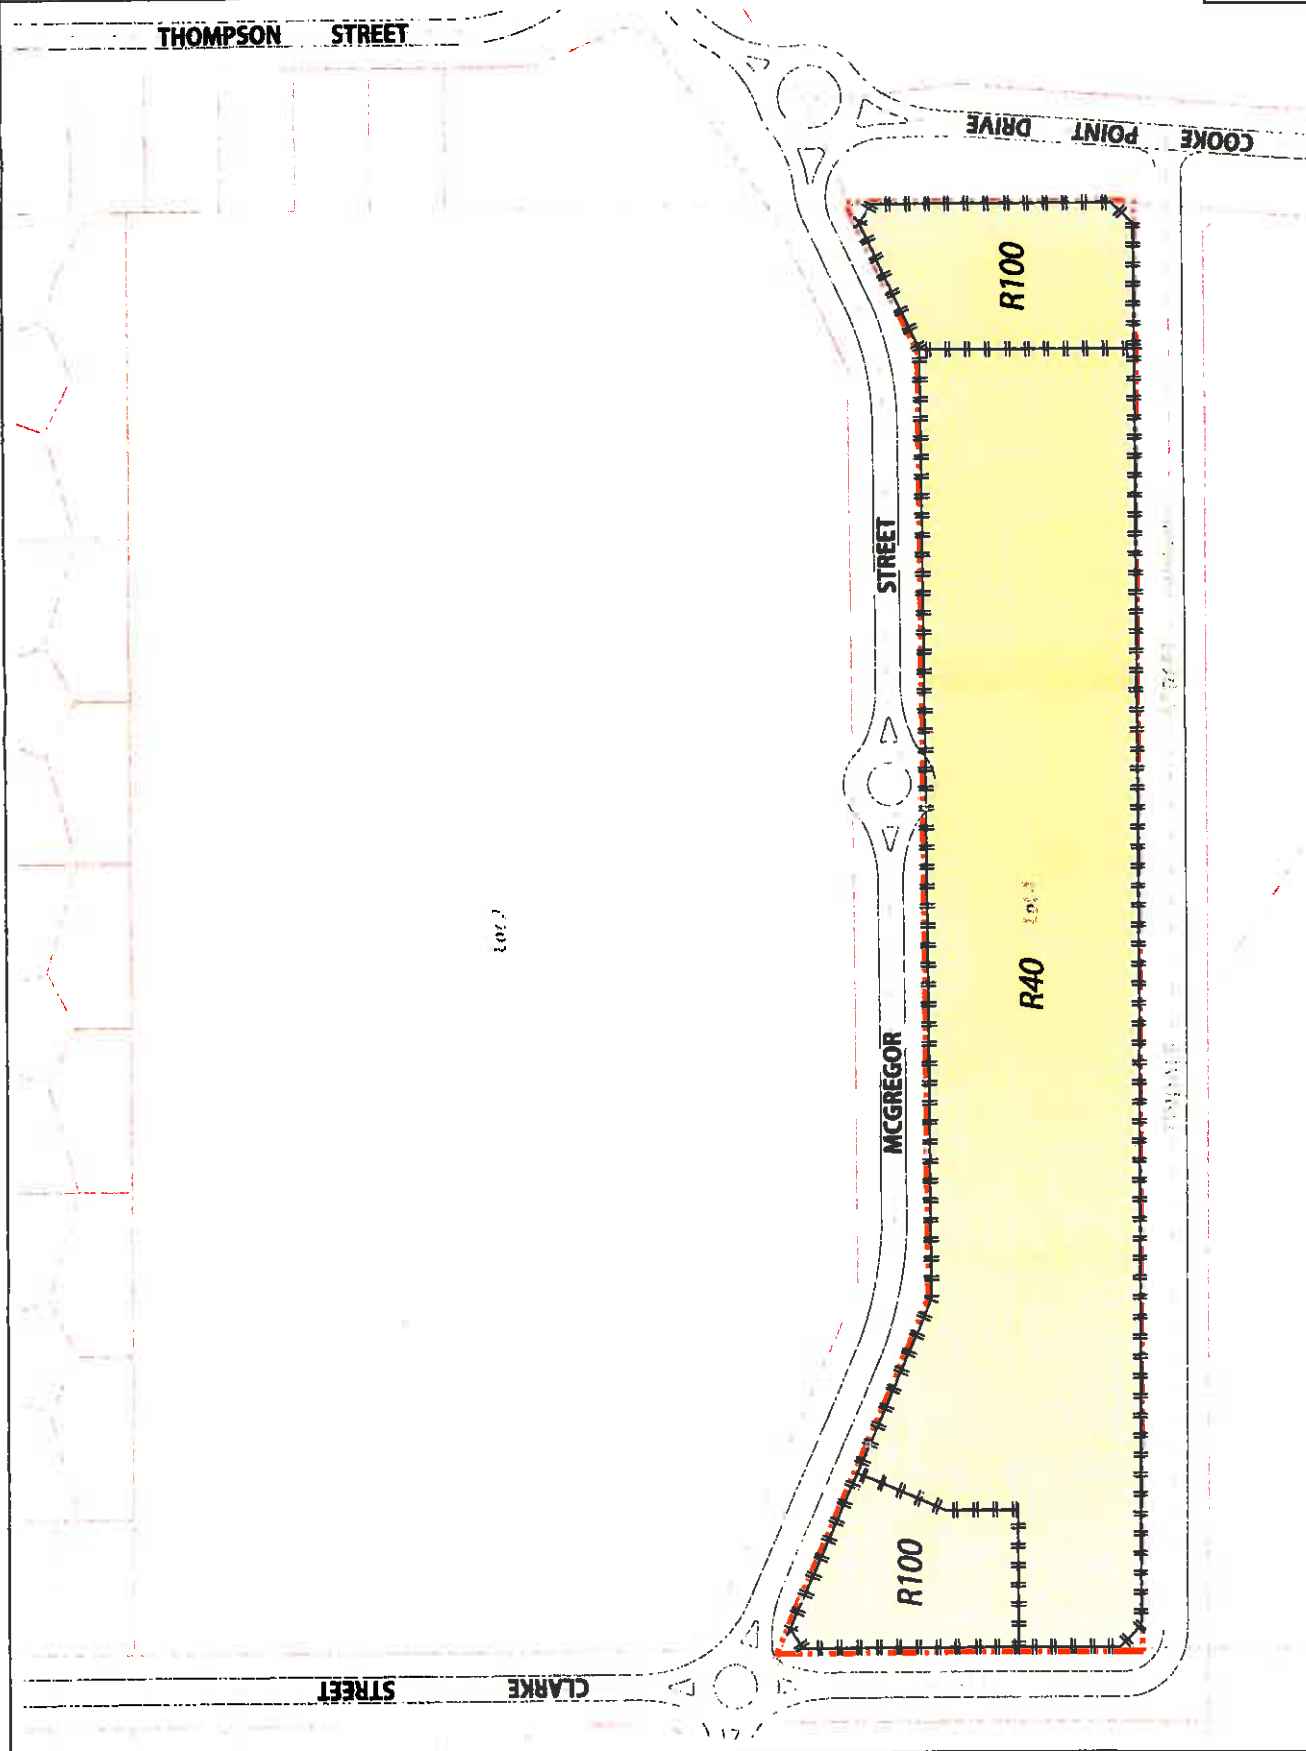 THOMPSON STREET
COOKE POINT DRIVE
R100
STREET
MCGREGOR
R40
R100
CLARKE STREET